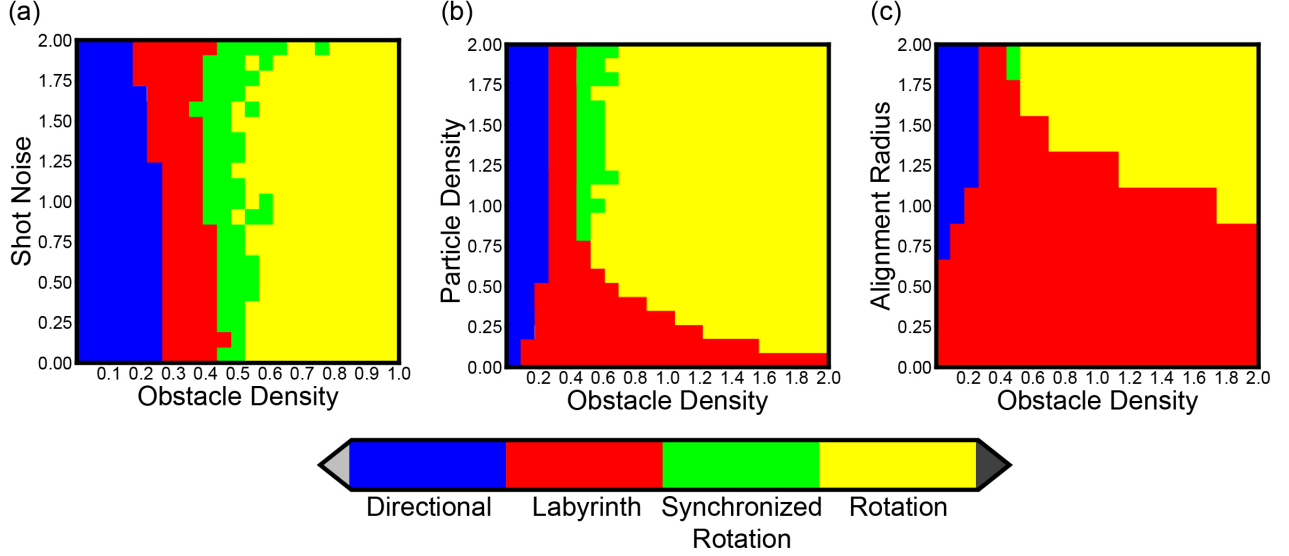 (a)
(b)
(c)
2.00
1.75
1.50
1.25
1.00
0.75
0.50
0.25
0.00
Shot Noise
0.1 0.2 0.3 0.4 0.5 0.6 0.7 0.8 0.9 1.0
Obstacle Density
2.00
1.75
1.50
1.25
1.00
0.75
0.50
0.25
0.00
Particle Density
0.2 0.4 0.6 0.8 1.0 1.2 1.4 1.6 1.8 2.0
Obstacle Density
2.00
1.75
1.50
1.25
1.00
0.75
0.50
0.25
0.00
Alignment Radius
0.2 0.4 0.6 0.8 1.0 1.2 1.4 1.6 1.8 2.0
Obstacle Density
Directional
Labyrinth
Synchronized
Rotation
Rotation